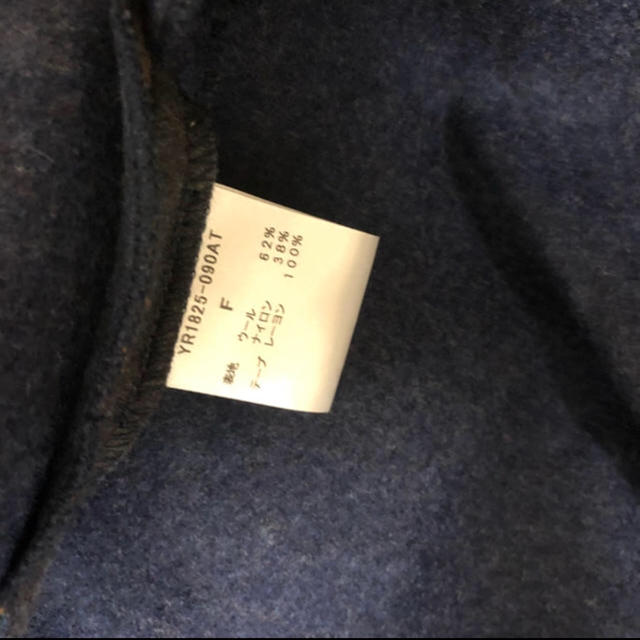 YR1825-090AT
F
表地 ウール 62%
ナイロン 38%
テープ レーヨン 100%